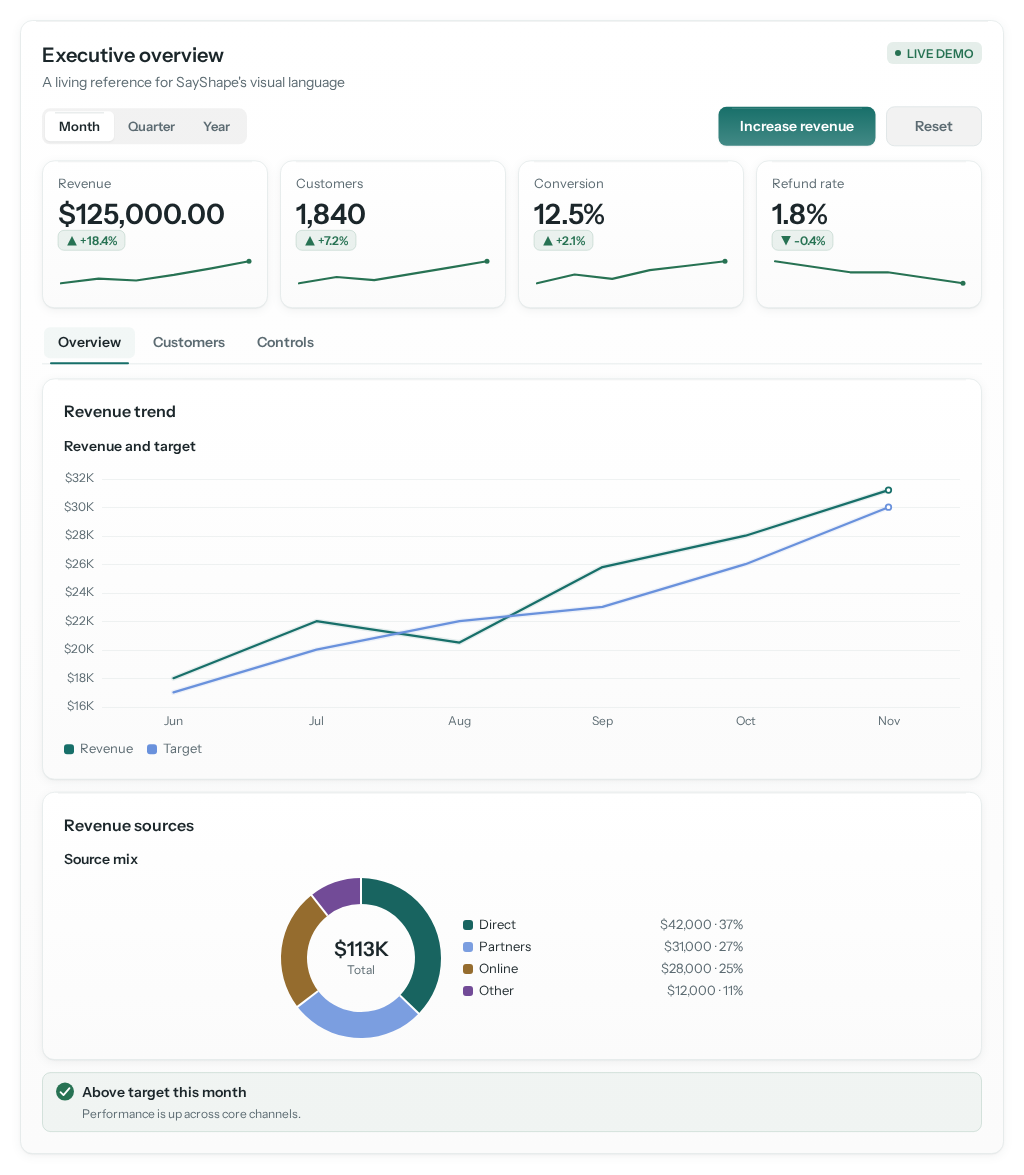 Executive overview
LIVE DEMO
A living reference for SayShape's visual language
Month Quarter Year
Increase revenue Reset
Revenue Customers Conversion Refund rate
$125,000.00 1,840 12.5% 1.8%
▲ +18.4% ▲ +7.2% ▲ +2.1% ▼ -0.4%
Overview Customers Controls
Revenue trend
Revenue and target
$32K
$30K
$28K
$26K
$24K
$22K
$20K
$18K
$16K
Jun Jul Aug Sep Oct Nov
Revenue Target
Revenue sources
Source mix
$113K
Total
Direct $42,000 · 37%
Partners $31,000 · 27%
Online $28,000 · 25%
Other $12,000 · 11%
Above target this month
Performance is up across core channels.